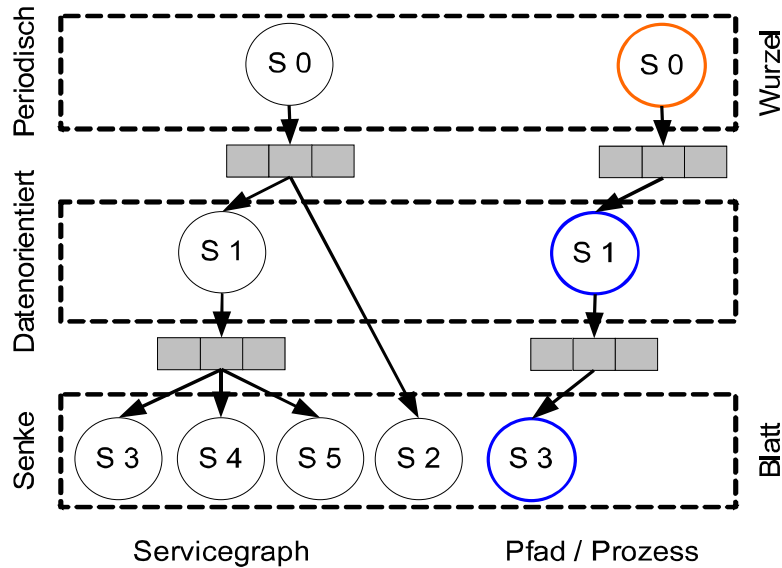 Periodisch
S 0
S 0
Wurzel
Datenorientiert
S 1
S 1
Senke
S 3
S 4
S 5
S 2
S 3
Blatt
Servicegraph
Pfad / Prozess